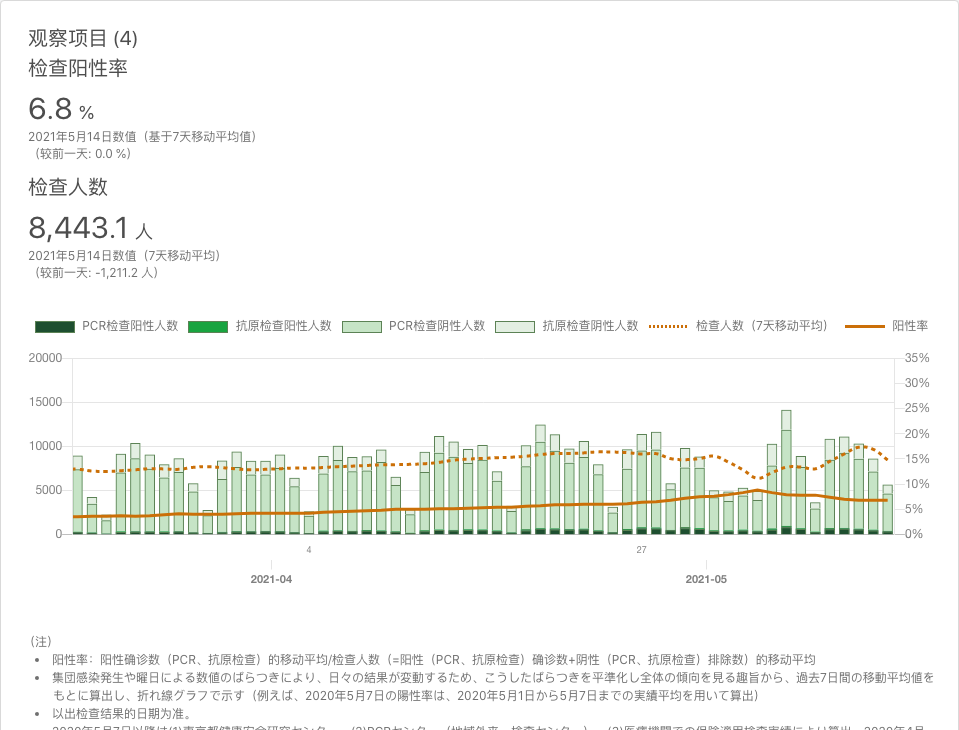 观察项目 (4)
检查阳性率
6.8 %
2021年5月14日数值（基于7天移动平均值）
（较前一天: 0.0 %）
检查人数
8,443.1 人
2021年5月14日数值（7天移动平均）
（较前一天: -1,211.2 人）
PCR检查阳性人数 抗原检查阳性人数 PCR检查阴性人数 抗原检查阴性人数 检查人数（7天移动平均） 阳性率
20000 35%
30%
15000 25%
20%
10000 15%
5000 10%
5%
0 0%
4 27
2021-04 2021-05
（注）
• 阳性率：阳性确诊数（PCR、抗原检查）的移动平均/检查人数（=阳性（PCR、抗原检查）确诊数+阴性（PCR、抗原检查）排除数）的移动平均
• 集団感染発生や曜日による数値のばらつきにより、日々の結果が変動するため、こうしたばらつきを平準化し全体の傾向を見る趣旨から、過去7日間の移動平均値を
もとに算出し、折れ線グラフで示す（例えば、2020年5月7日の陽性率は、2020年5月1日から5月7日までの実績平均を用いて算出）
• 以出检查结果的日期为准。